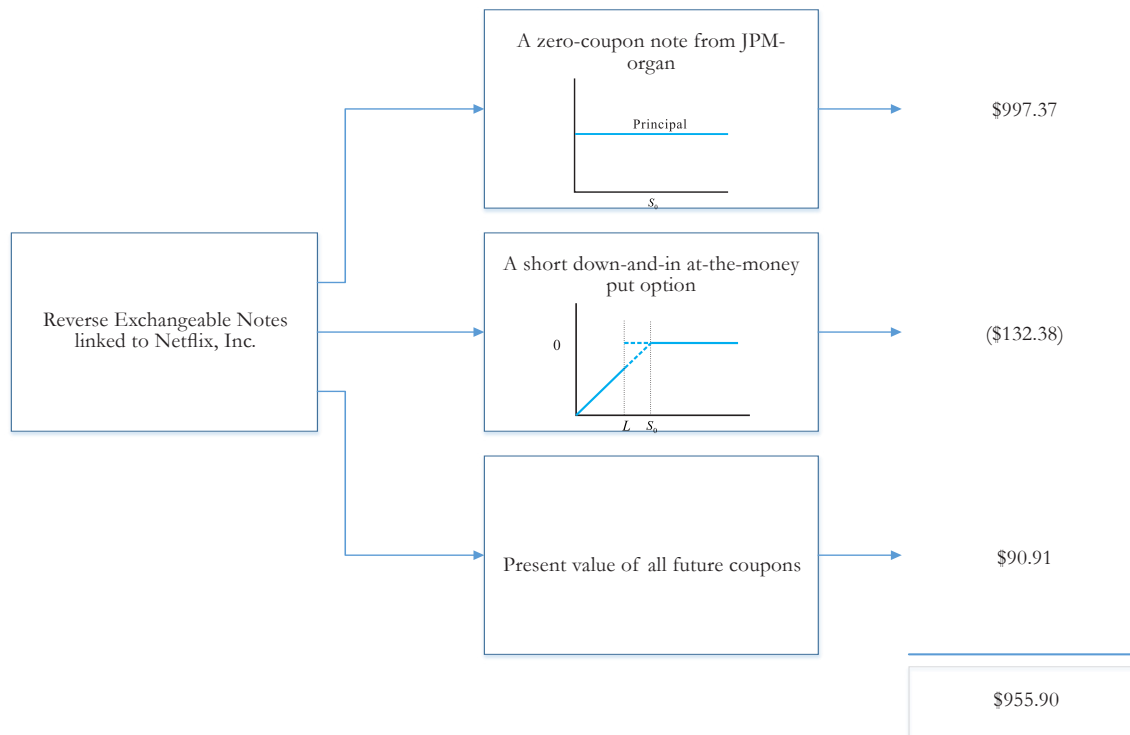 A zero-coupon note from JPM-
organ
Principal
S₀
$997.37
Reverse Exchangeable Notes
linked to Netflix, Inc.
A short down-and-in at-the-money
put option
0
L S₀
($132.38)
Present value of all future coupons
$90.91
$955.90